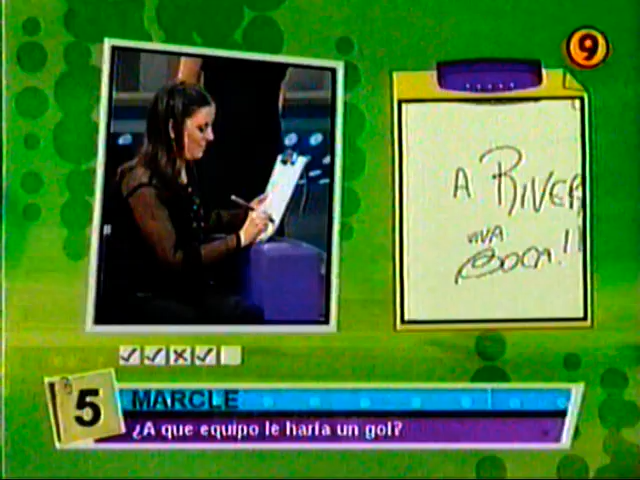 9
A RIVER
VIVA
BOCA!!
5
MARCLE
¿A que equipo le haría un gol?